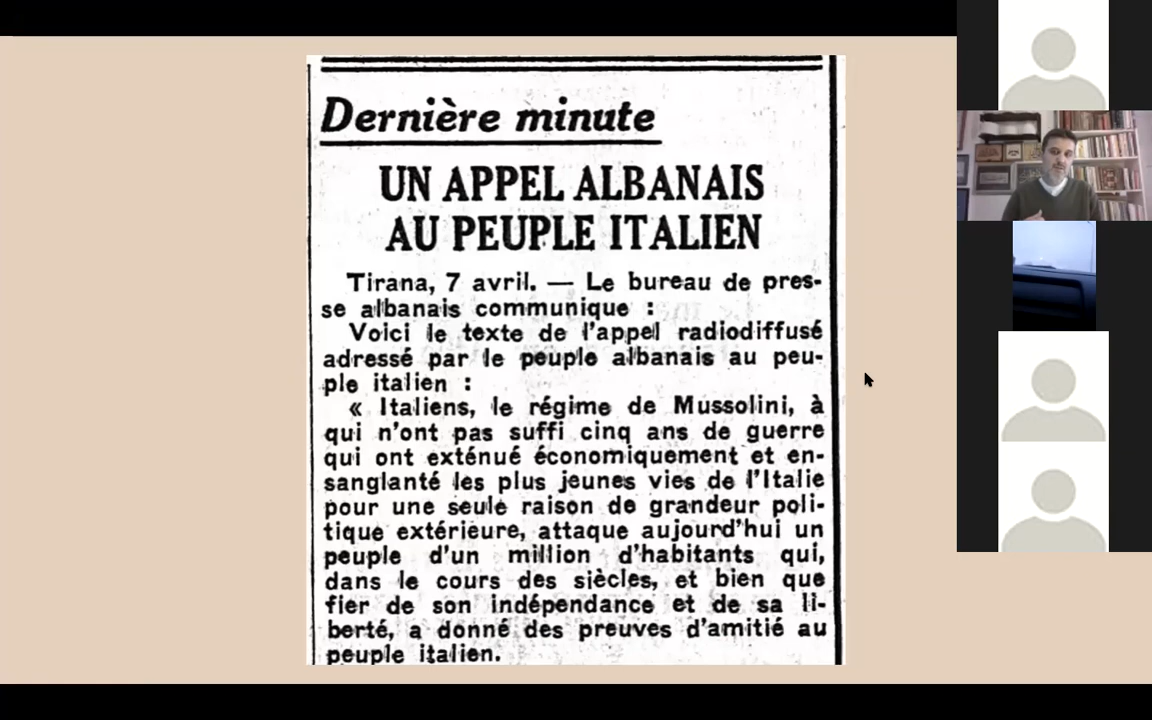 Dernière minute
UN APPEL ALBANAIS
AU PEUPLE ITALIEN
Tirana, 7 avril. — Le bureau de pres-
se albanais communique :
Voici le texte de l'appel radiodiffusé
adressé par le peuple albanais au peu-
ple italien :
« Italiens, le régime de Mussolini, à
qui n'ont pas suffi cinq ans de guerre
qui ont exténué économiquement et en-
sanglanté les plus jeunes vies de l'Italie
pour une seule raison de grandeur poli-
tique extérieure, attaque aujourd'hui un
peuple d'un million d'habitants qui,
dans le cours des siècles, et bien que
fier de son indépendance et de sa li-
berté, a donné des preuves d'amitié au
peuple italien.